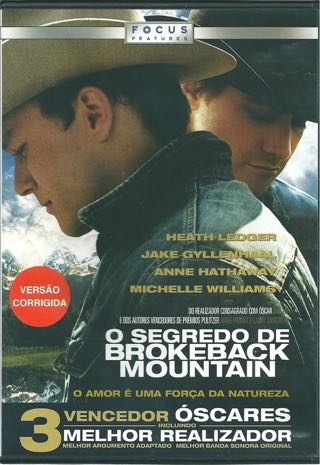 FOCUS
FEATURES
HEATH LEDGER
JAKE GYLLENHAAL
ANNE HATHAWAY
MICHELLE WILLIAMS
VERSÃO
CORRIGIDA
DO REALIZADOR CONSAGRADO COM ÓSCAR
E DOS AUTORES VENCEDORES DE PREMIOS PULITZER
O SEGREDO DE
BROKEBACK
MOUNTAIN
O AMOR É UMA FORÇA DA NATUREZA
3 VENCEDOR ÓSCARES
INCLUINDO
MELHOR REALIZADOR
MELHOR ARGUMENTO ADAPTADO MELHOR BANDA SONORA ORIGINAL